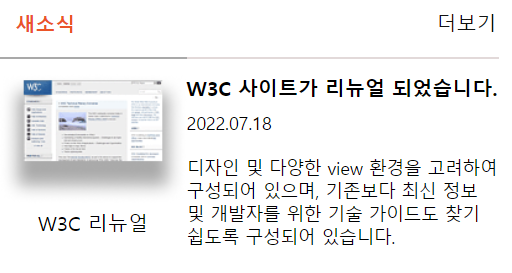 새소식
더보기
W3C
W3C 리뉴얼
W3C 사이트가 리뉴얼 되었습니다.
2022.07.18
디자인 및 다양한 view 환경을 고려하여
구성되어 있으며, 기존보다 최신 정보
및 개발자를 위한 기술 가이드도 찾기
쉽도록 구성되어 있습니다.